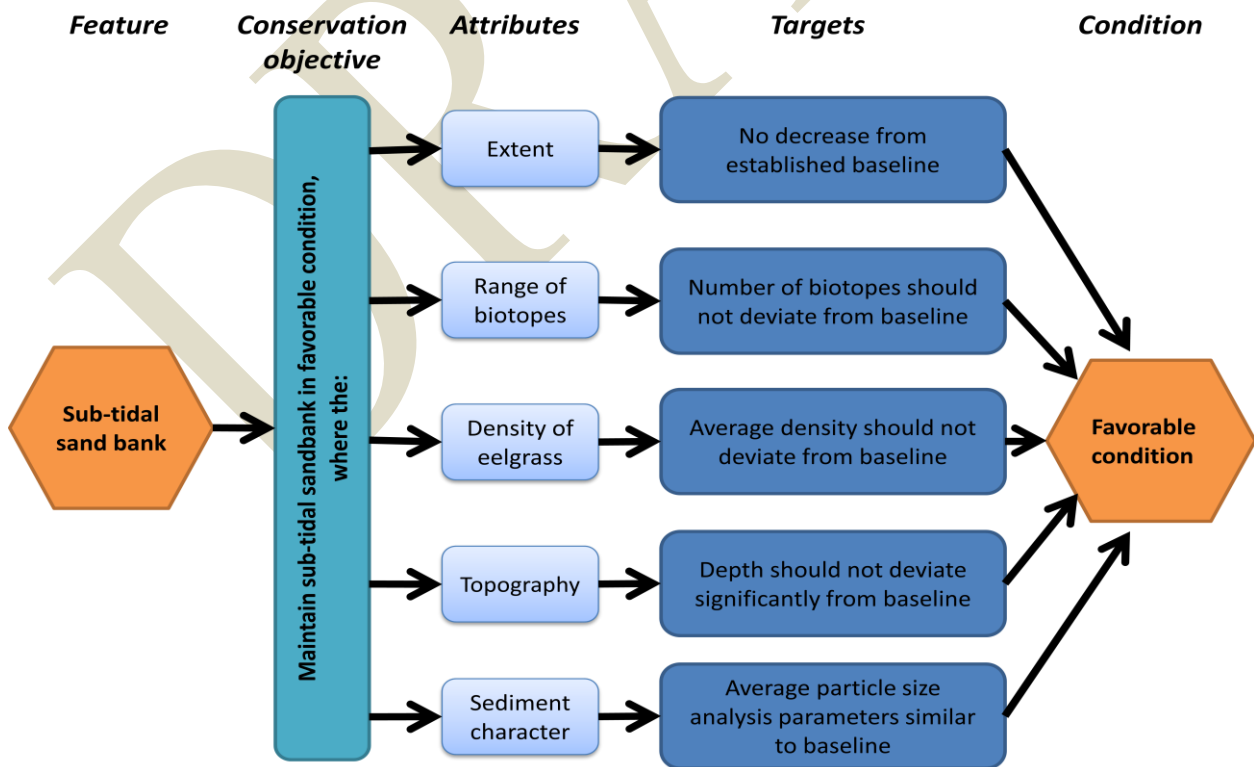 Feature
Conservation
objective
Attributes
Targets
Condition
Sub-tidal
sand bank
Maintain sub-tidal sandbank in favorable condition,
where the:
Extent
No decrease from
established baseline
Range of
biotopes
Number of biotopes should
not deviate from baseline
Density of
eelgrass
Average density should not
deviate from baseline
Topography
Depth should not deviate
significantly from baseline
Sediment
character
Average particle size
analysis parameters similar
to baseline
Favorable
condition